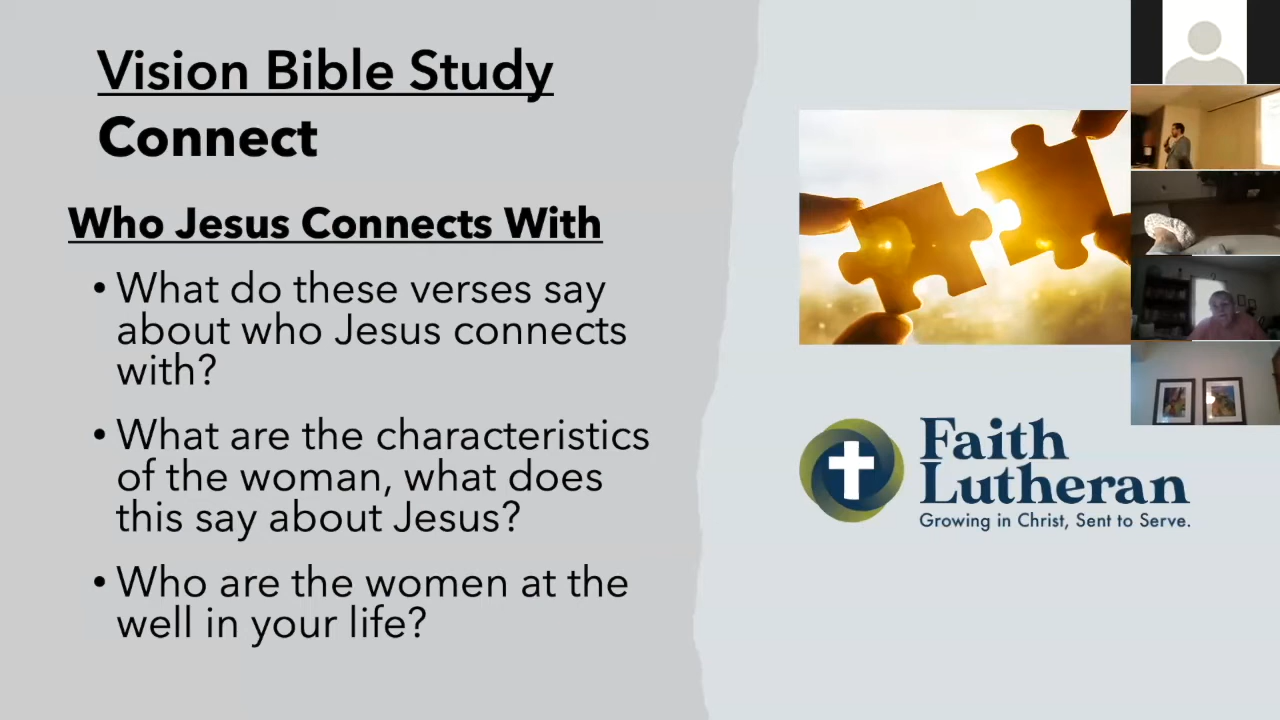 Vision Bible Study
Connect
Who Jesus Connects With
• What do these verses say
about who Jesus connects
with?
• What are the characteristics
of the woman, what does
this say about Jesus?
• Who are the women at the
well in your life?
Faith
Lutheran
Growing in Christ, Sent to Serve.